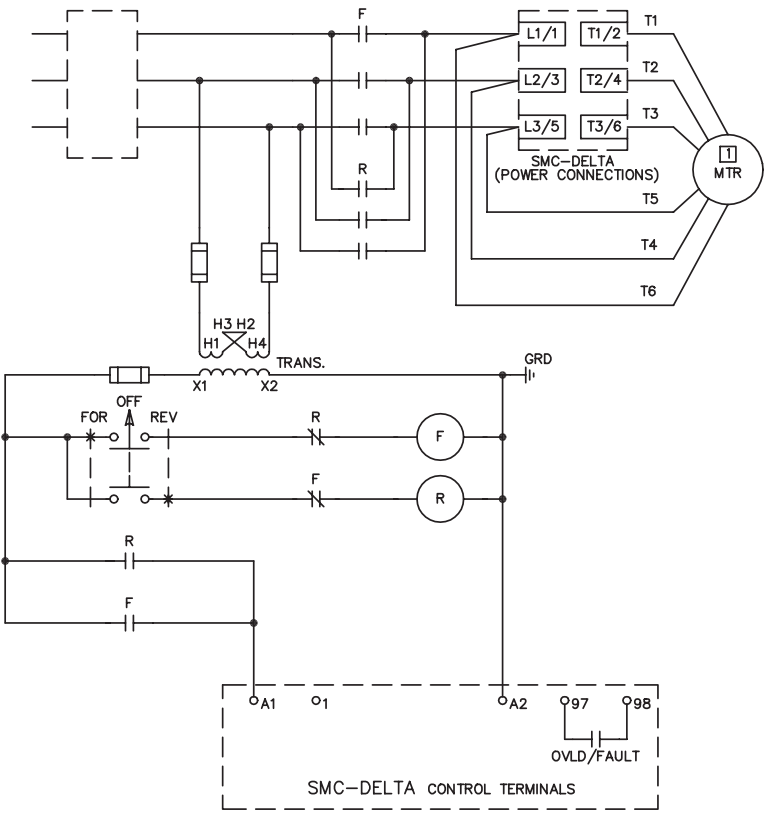 F
L1/1 T1/2 T1
L2/3 T2/4 T2
L3/5 T3/6 T3
1
MTR
SMC-DELTA
(POWER CONNECTIONS)
R
T5
T4
T6
H3 H2
H1 H4
TRANS.
X1 X2
GRD
OFF
FOR REV
R
F
F
R
R
F
A1 1 A2 97 98
OVLD/FAULT
SMC-DELTA CONTROL TERMINALS